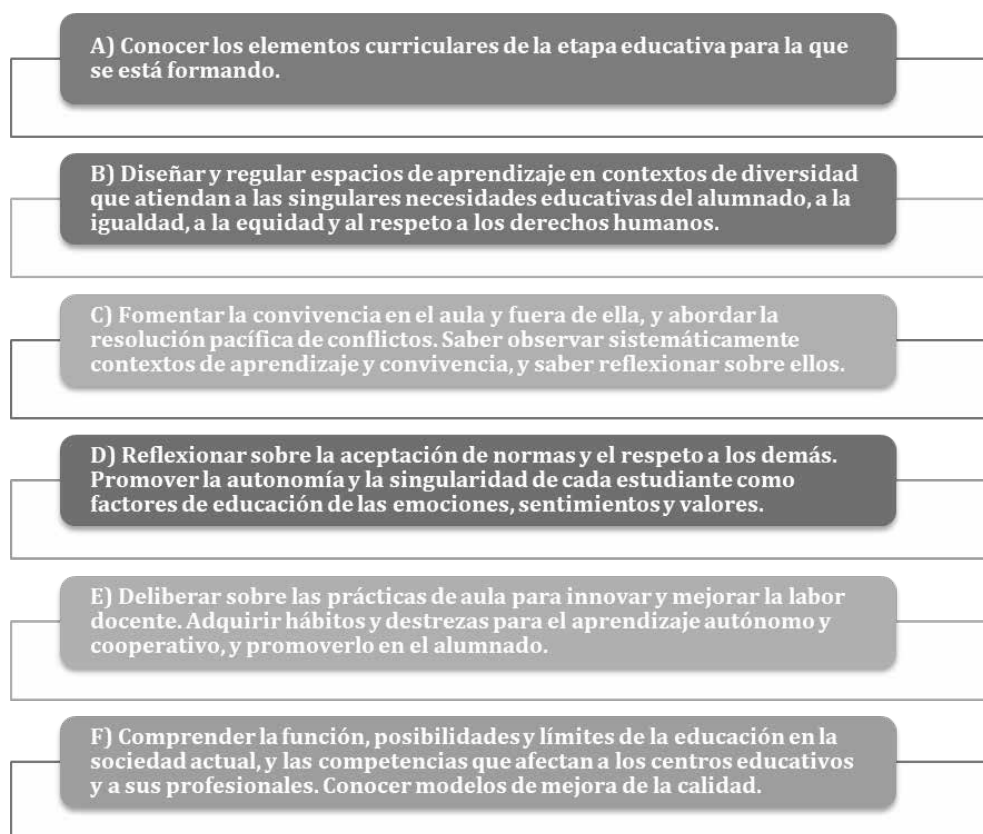 A) Conocer los elementos curriculares de la etapa educativa para la que
se está formando.
B) Diseñar y regular espacios de aprendizaje en contextos de diversidad
que atiendan a las singulares necesidades educativas del alumnado, a la
igualdad, a la equidad y al respeto a los derechos humanos.
C) Fomentar la convivencia en el aula y fuera de ella, y abordar la
resolución pacífica de conflictos. Saber observar sistemáticamente
contextos de aprendizaje y convivencia, y saber reflexionar sobre ellos.
D) Reflexionar sobre la aceptación de normas y el respeto a los demás.
Promover la autonomía y la singularidad de cada estudiante como
factores de educación de las emociones, sentimientos y valores.
E) Deliberar sobre las prácticas de aula para innovar y mejorar la labor
docente. Adquirir hábitos y destrezas para el aprendizaje autónomo y
cooperativo, y promoverlo en el alumnado.
F) Comprender la función, posibilidades y límites de la educación en la
sociedad actual, y las competencias que afectan a los centros educativos
y a sus profesionales. Conocer modelos de mejora de la calidad.